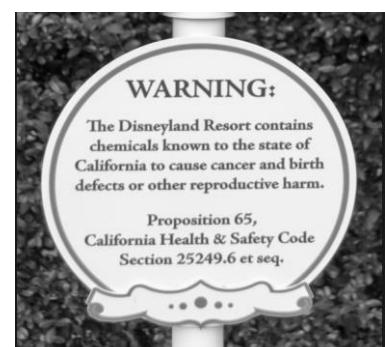 WARNING:
The Disneyland Resort contains
chemicals known to the state of
California to cause cancer and birth
defects or other reproductive harm.
Proposition 65,
California Health & Safety Code
Section 25249.6 et seq.